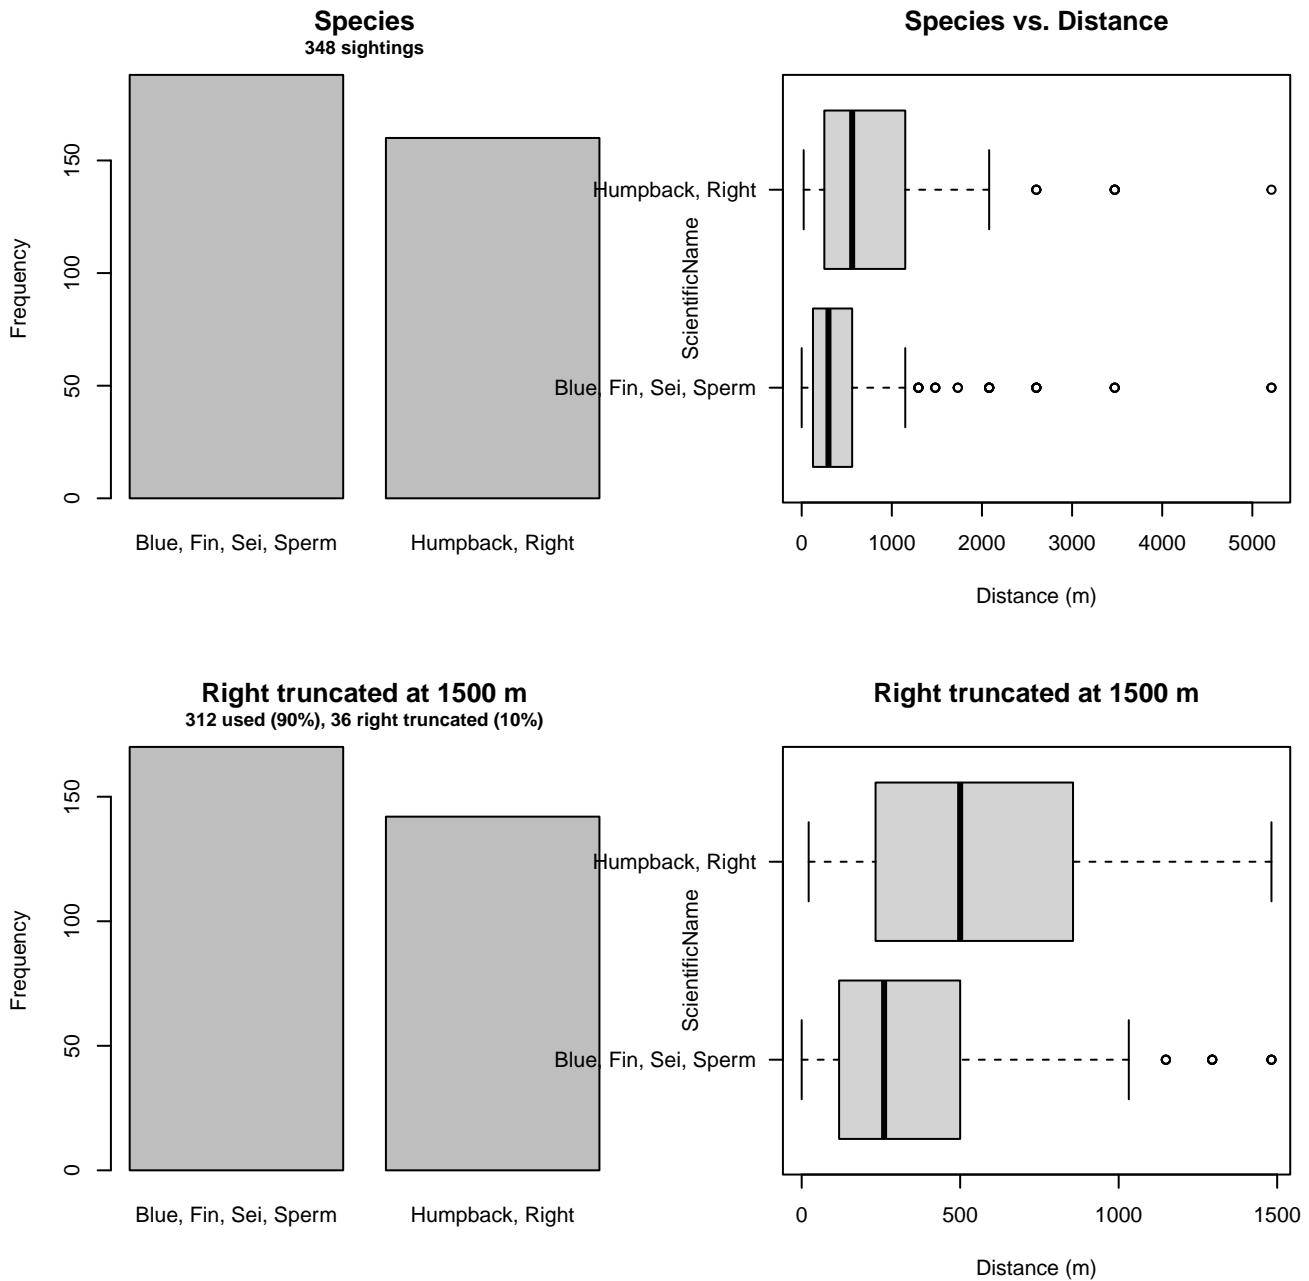 Species
348 sightings
Frequency
0
50
100
150
Blue, Fin, Sei, Sperm
Humpback, Right
Species vs. Distance
ScientificName
Humpback, Right
Blue, Fin, Sei, Sperm
0 1000 2000 3000 4000 5000
Distance (m)
Right truncated at 1500 m
312 used (90%), 36 right truncated (10%)
Frequency
0
50
100
150
Blue, Fin, Sei, Sperm
Humpback, Right
Right truncated at 1500 m
ScientificName
Humpback, Right
Blue, Fin, Sei, Sperm
0 500 1000 1500
Distance (m)